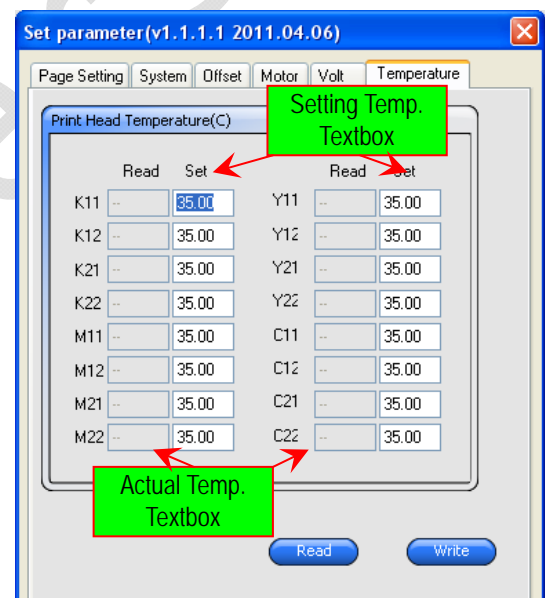 Set parameter(v1.1.1.1 2011.04.06)
Page Setting System Offset Motor Volt Temperature
Setting Temp.
Textbox
Print Head Temperature(C)
Read Set Read Set
K11 -- 35.00 Y11 -- 35.00
K12 -- 35.00 Y12 -- 35.00
K21 -- 35.00 Y21 -- 35.00
K22 -- 35.00 Y22 -- 35.00
M11 -- 35.00 C11 -- 35.00
M12 -- 35.00 C12 -- 35.00
M21 -- 35.00 C21 -- 35.00
M22 -- 35.00 C22 -- 35.00
Actual Temp.
Textbox
Read Write